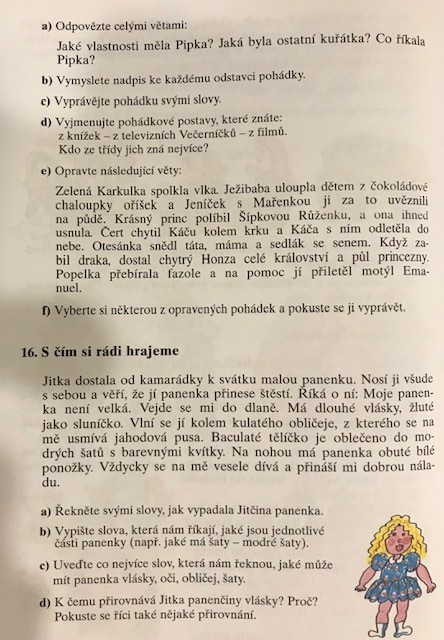 a) Odpovězte celými větami:
Jaké vlastnosti měla Pipka? Jaká byla ostatní kuřátka? Co říkala
Pipka?
b) Vymyslete nadpis ke každému odstavci pohádky.
c) Vyprávějte pohádku svými slovy.
d) Vyjmenujte pohádkové postavy, které znáte:
z knížek – z televizních Večerníčků – z filmů.
Kdo ze třídy jich zná nejvíce?
e) Opravte následující věty:
Zelená Karkulka spolkla vlka. Ježibaba uloupla dětem z čokoládové
chaloupky oříšek a Jeníček s Mařenkou ji za to uvěznili
na půdě. Krásný princ políbil Šípkovou Růženku, a ona ihned
usnula. Čert chytil Káču kolem krku a Káča s ním odletěla do
nebe. Otesánka snědl táta, máma a sedlák se senem. Když za-
bil draka, dostal chytrý Honza celé království a půl princezny.
Popelka přebírala fazole a na pomoc jí přiletěl motýl Ema-
nuel.
f) Vyberte si některou z opravených pohádek a pokuste se ji vyprávět.
16. S čím si rádi hrajeme
Jitka dostala od kamarádky k svátku malou panenku. Nosí ji všude
s sebou a věří, že jí panenka přinese štěstí. Říká o ní: Moje panen-
ka není velká. Vejde se mi do dlaně. Má dlouhé vlásky, žluté
jako sluníčko. Vlní se jí kolem kulatého obličeje, z kterého se na
mě usmívá jahodová pusa. Baculaté tělíčko je oblečeno do mo-
drých šatů s barevnými kvítky. Na nohou má panenka obuté bílé
ponožky. Vždycky se na mě vesele dívá a přináší mi dobrou nála-
du.
a) Řekněte svými slovy, jak vypadala Jitčina panenka.
b) Vypište slova, která nám říkají, jaké jsou jednotlivé
části panenky (např. jaké má šaty – modré šaty).
c) Uveďte co nejvíce slov, která nám řeknou, jaké může
mít panenka vlásky, oči, obličej, šaty.
d) K čemu přirovnává Jitka panenčiny vlásky? Proč?
Pokuste se říci také nějaké přirovnání.